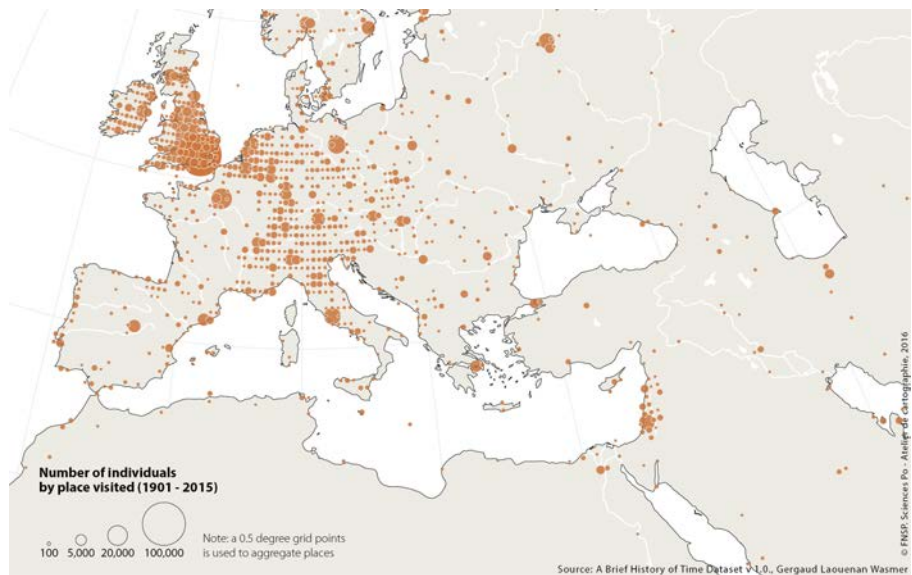 Number of individuals
by place visited (1901 - 2015)
100 5,000 20,000 100,000
Note: a 0.5 degree grid points
is used to aggregate places
© FNSP, Sciences Po - Atelier de cartographie, 2016
Source: A Brief History of Time Dataset v 1.0., Gergaud Laouenan Wasmer